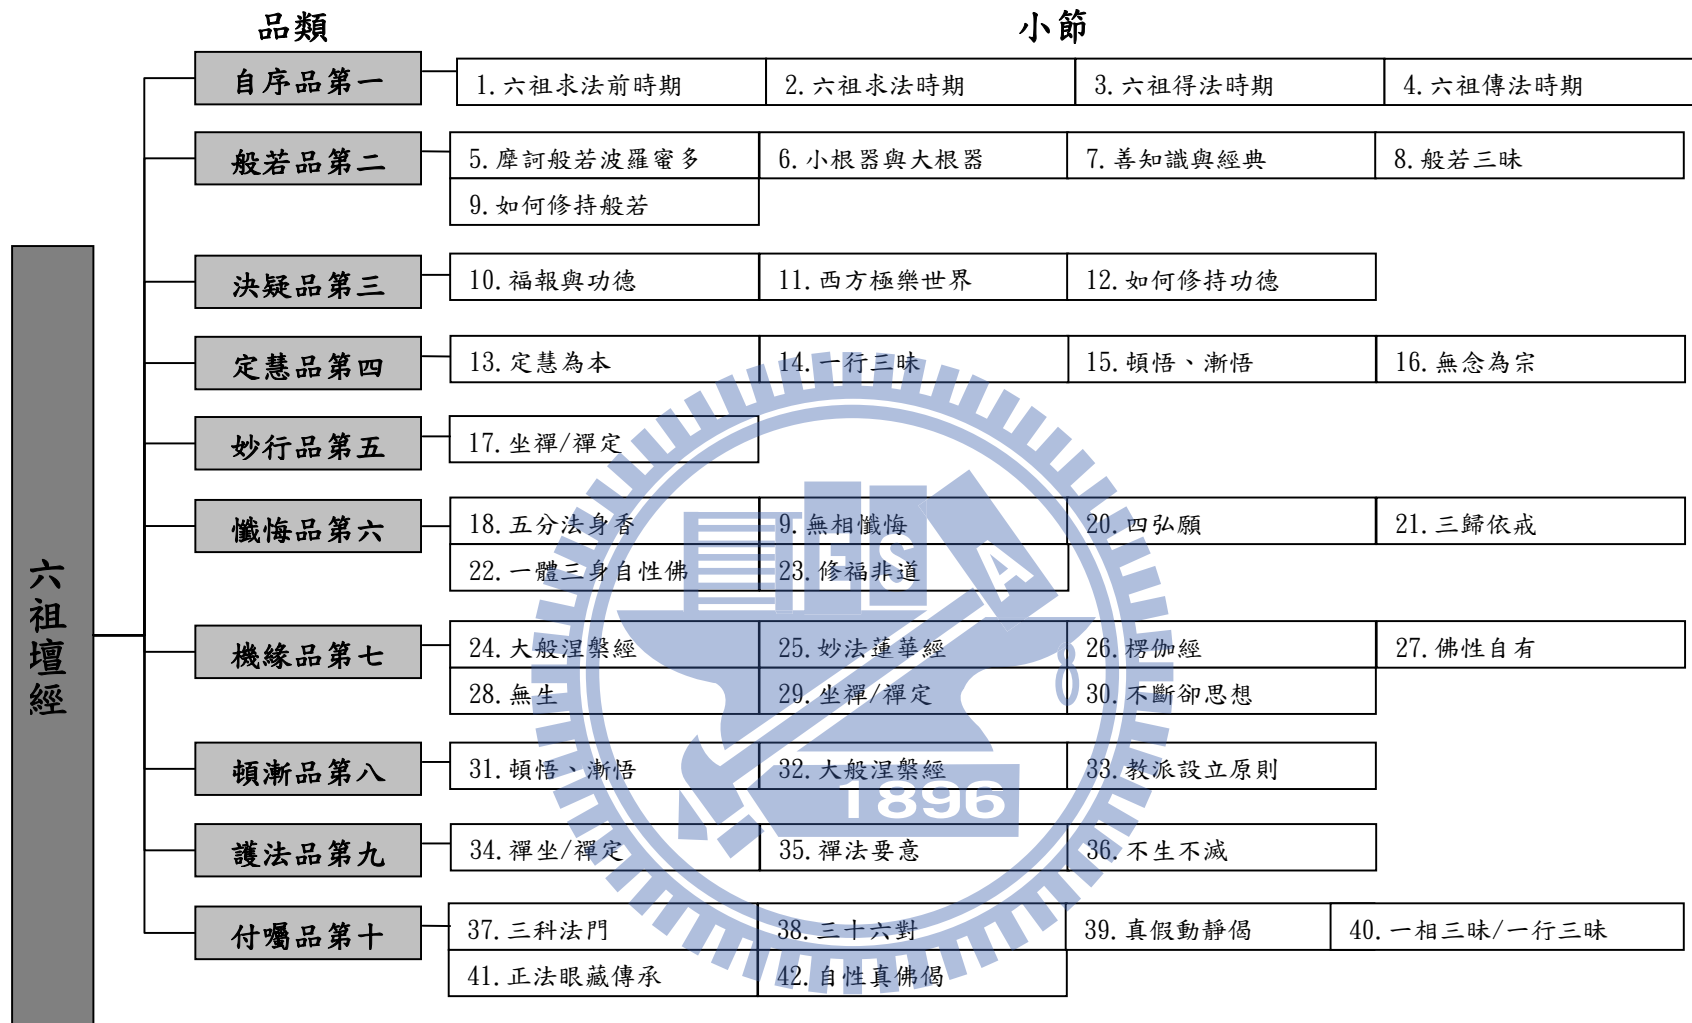 品類 小節
六祖壇經
自序品第一
1.六祖求法前時期 2.六祖求法時期 3.六祖得法時期 4.六祖傳法時期
般若品第二
5.摩訶般若波羅蜜多 6.小根器與大根器 7.善知識與經典 8.般若三昧
9.如何修持般若
決疑品第三
10.福報與功德 11.西方極樂世界 12.如何修持功德
定慧品第四
13.定慧為本 14.一行三昧 15.頓悟、漸悟 16.無念為宗
妙行品第五
17.坐禪/禪定
懺悔品第六
18.五分法身香 9.無相懺悔 20.四弘願 21.三歸依戒
22.一體三身自性佛 23.修福非道
機緣品第七
24.大般涅槃經 25.妙法蓮華經 26.楞伽經 27.佛性自有
28.無生 29.坐禪/禪定 30.不斷卻思想
頓漸品第八
31.頓悟、漸悟 32.大般涅槃經 33.教派設立原則
護法品第九
34.禪坐/禪定 35.禪法要意 36.不生不滅
付囑品第十
37.三科法門 38.三十六對 39.真假動靜偈 40.一相三昧/一行三昧
41.正法眼藏傳承 42.自性真佛偈
E S A
1896